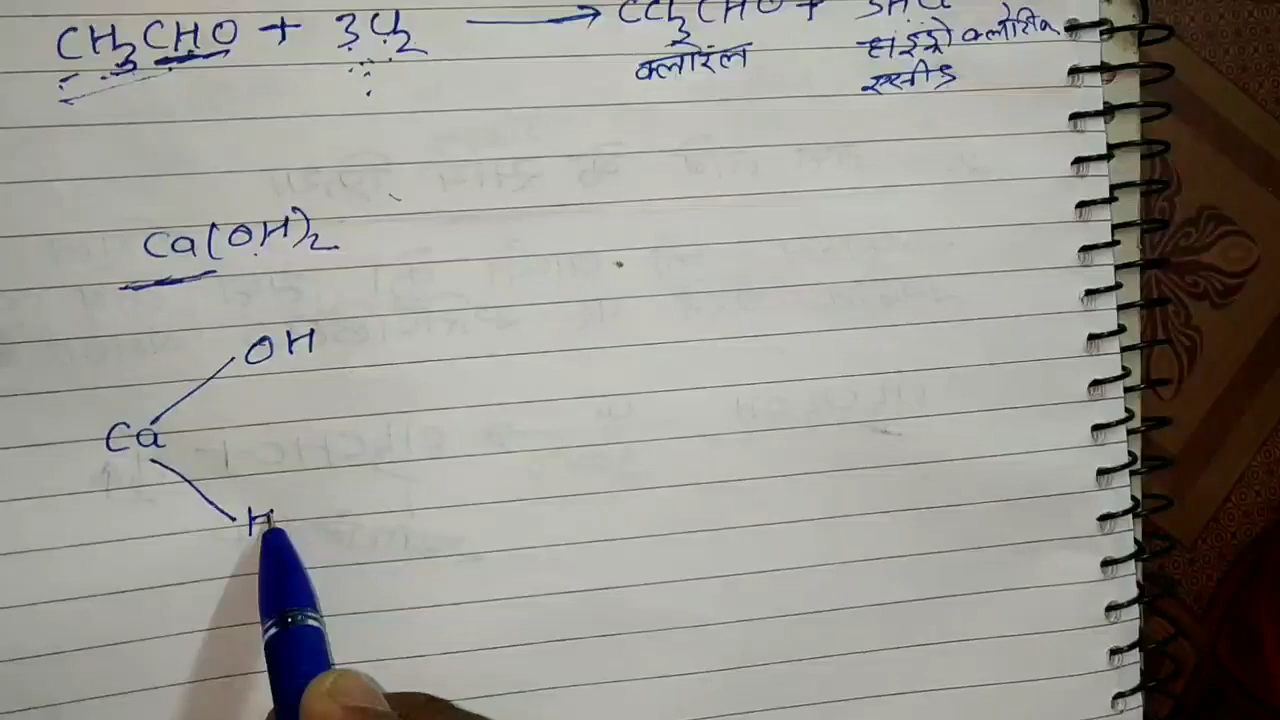 CH₃CHO + 3Cl₂ ⟶ CCl₃CHO + 3HCl
क्लोरल हाइड्रोक्लोरिक
एसीड
Ca(OH)₂
OH
Ca
H